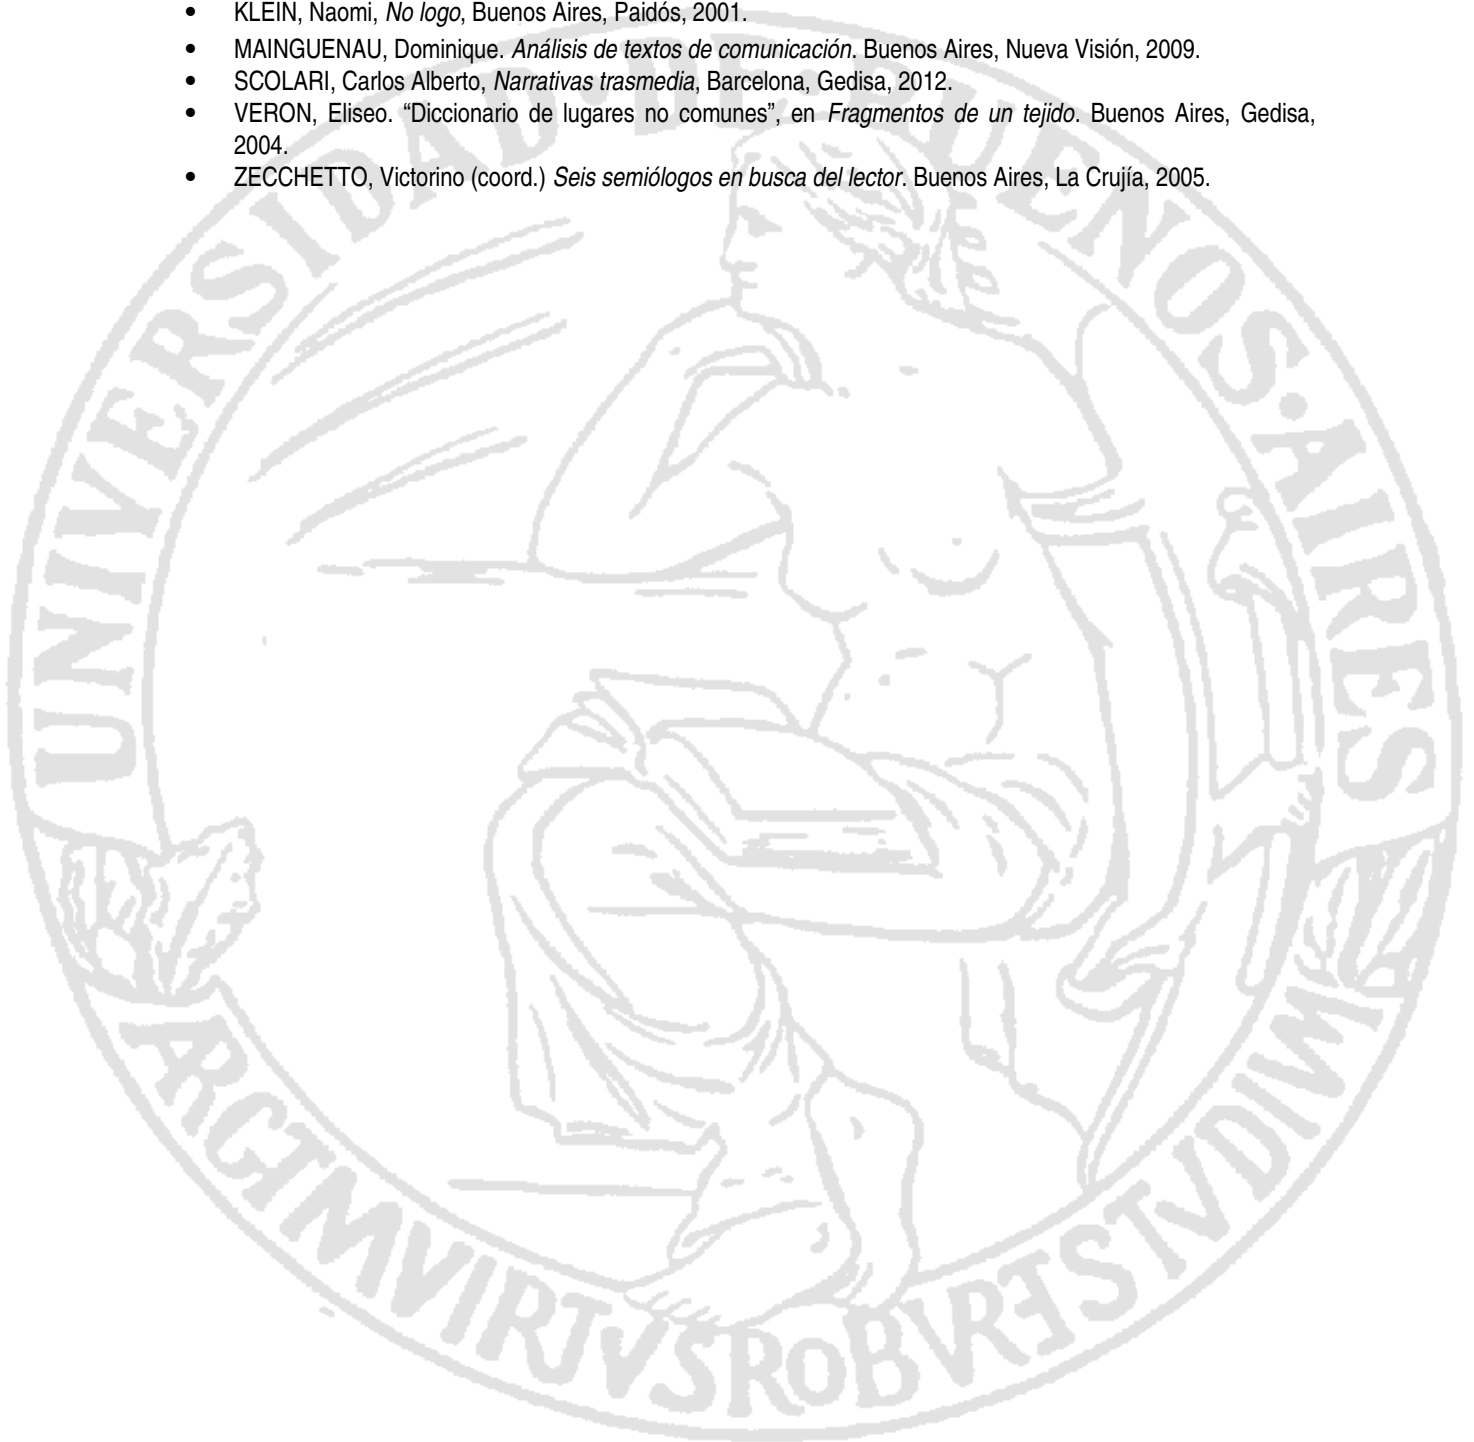 • KLEIN, Naomi, No logo, Buenos Aires, Paidós, 2001.
• MAINGUENAU, Dominique. Análisis de textos de comunicación. Buenos Aires, Nueva Visión, 2009.
• SCOLARI, Carlos Alberto, Narrativas trasmedia, Barcelona, Gedisa, 2012.
• VERON, Eliseo. “Diccionario de lugares no comunes”, en Fragmentos de un tejido. Buenos Aires, Gedisa,
2004.
• ZECCHETTO, Victorino (coord.) Seis semiólogos en busca del lector. Buenos Aires, La Crujía, 2005.
UNIVERSIDAD·DE·BUENOS·AIRES
ARGTMVIRTVSROBVRETSTVDIVM